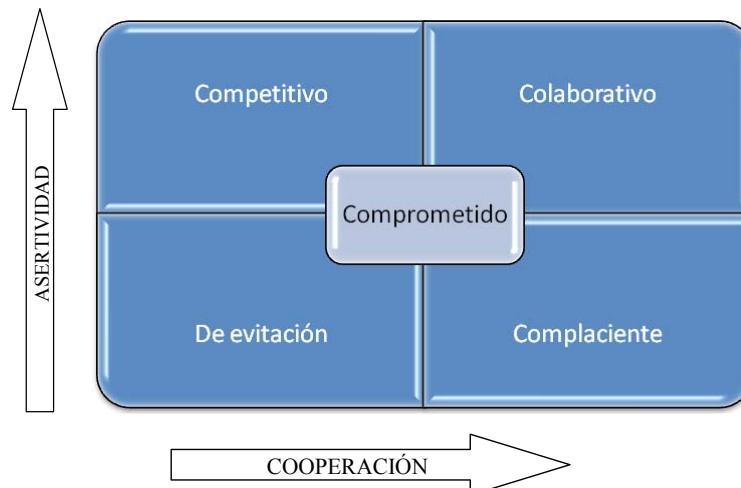 Competitivo
Colaborativo
Comprometido
De evitación
Complaciente
ASERTIVIDAD
COOPERACIÓN